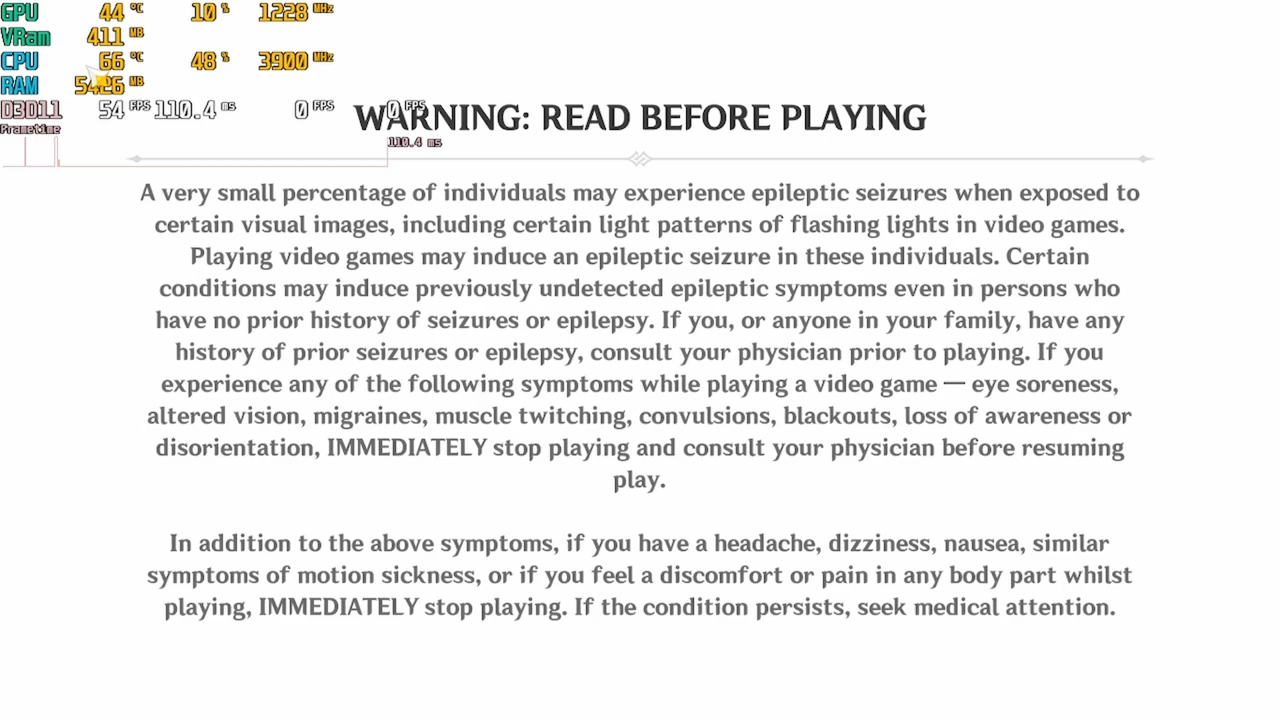 GPU 44 °C 10 % 1228 MHz
VRam 411 MB
CPU 66 °C 48 % 3900 MHz
RAM 5426 MB
D3D11 54 FPS 110.4 ms 0 FPS 0 FPS
Frametime
110.4 ms
WARNING: READ BEFORE PLAYING
A very small percentage of individuals may experience epileptic seizures when exposed to
certain visual images, including certain light patterns of flashing lights in video games.
Playing video games may induce an epileptic seizure in these individuals. Certain
conditions may induce previously undetected epileptic symptoms even in persons who
have no prior history of seizures or epilepsy. If you, or anyone in your family, have any
history of prior seizures or epilepsy, consult your physician prior to playing. If you
experience any of the following symptoms while playing a video game — eye soreness,
altered vision, migraines, muscle twitching, convulsions, blackouts, loss of awareness or
disorientation, IMMEDIATELY stop playing and consult your physician before resuming
play.
In addition to the above symptoms, if you have a headache, dizziness, nausea, similar
symptoms of motion sickness, or if you feel a discomfort or pain in any body part whilst
playing, IMMEDIATELY stop playing. If the condition persists, seek medical attention.